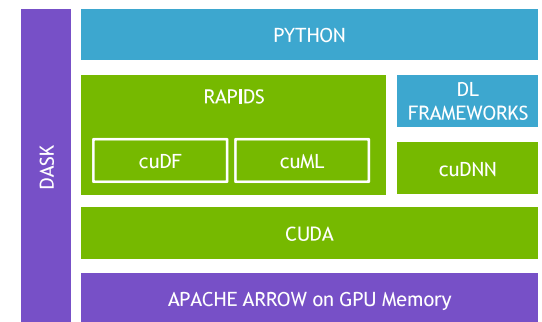 DASK
PYTHON
RAPIDS
cuDF
cuML
DL
FRAMEWORKS
cuDNN
CUDA
APACHE ARROW on GPU Memory